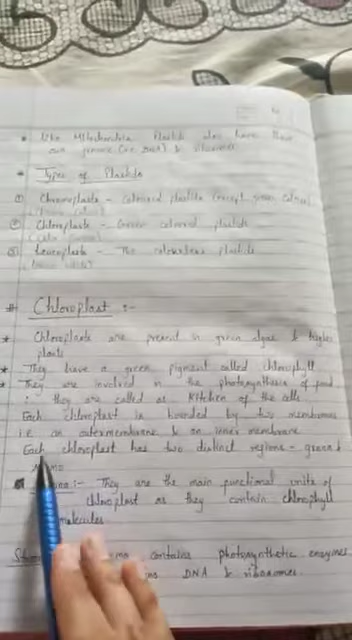 * Like Mitochondria Plastids also have their
own genome (i.e. DNA) & ribosomes
* Types of Plastids
① Chromoplasts - coloured plastids (except green colour)
② Chloroplasts - Green coloured plastids
③ Leucoplasts - The colourless plastids
# Chloroplast :-
* Chloroplasts are present in green algae & higher
plants
* They have a green pigment called chlorophyll
* They are involved in the photosynthesis of food
∴ they are called as kitchen of the cells
Each chloroplast is bounded by two membranes
i.e. an outermembrane & an inner membrane
Each chloroplast has two distinct regions - grana &
:- They are the main functional units of
chloroplast as they contain chlorophyll
molecules
contains photosynthetic enzymes
DNA & ribosomes.